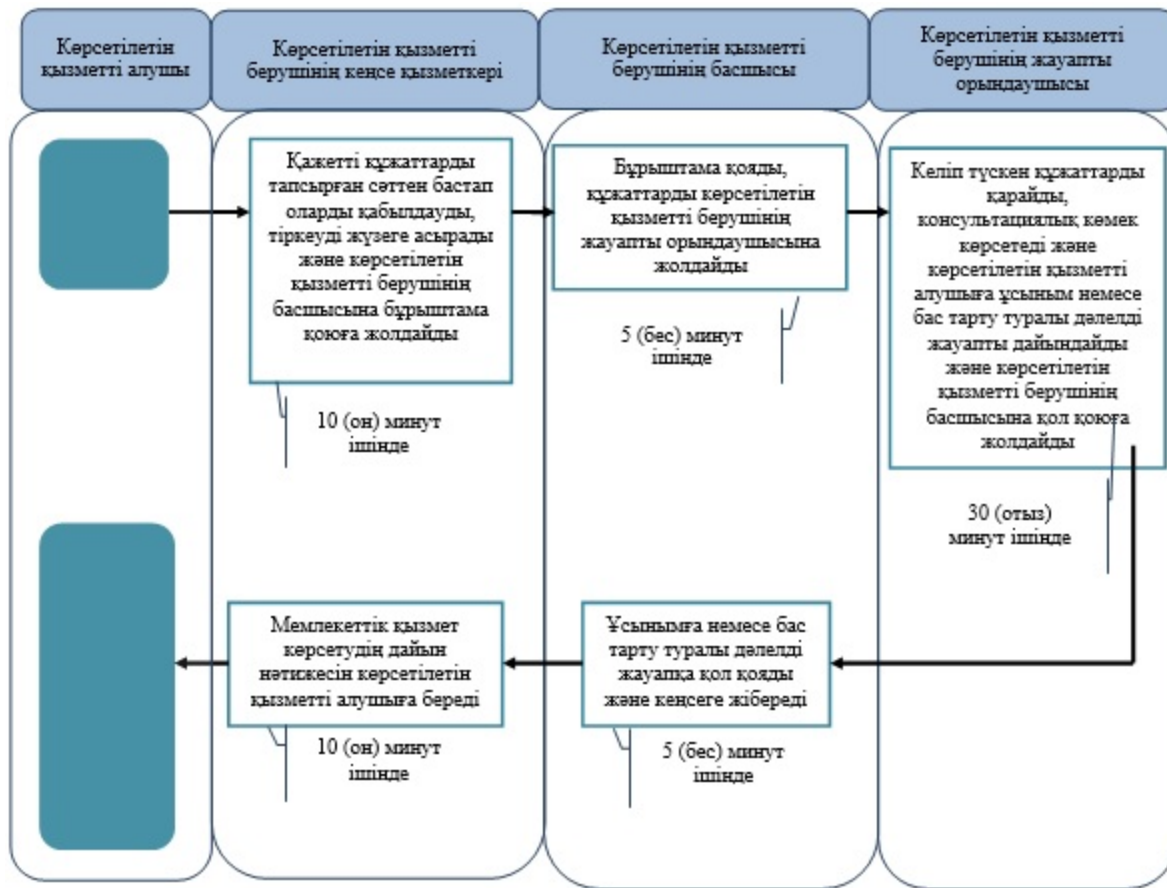 Көрсетілетін
қызметті алушы
Көрсетілетін қызметті
берушінің кеңсе қызметкері
Көрсетілетін қызметті
берушінің басшысы
Көрсетілетін қызметті
берушінің жауапты
орындаушысы
Қажетті құжаттарды
тапсырған сәттен бастап
оларды қабылдауды,
тіркеуді жүзеге асырады
және көрсетілетін
қызметті берушінің
басшысына бұрыштама
қоюға жолдайды
10 (он) минут
ішінде
Бұрыштама қояды,
құжаттарды көрсетілетін
қызметті берушінің
жауапты орындаушысына
жолдайды
5 (бес) минут
ішінде
Келіп түскен құжаттарды
қарайды,
консультациялық көмек
көрсетеді және
көрсетілетін қызметті
алушыға ұсыным немесе
бас тарту туралы дәлелді
жауапты дайындайды
және көрсетілетін
қызметті берушінің
басшысына қол қоюға
жолдайды
30 (отыз)
минут ішінде
Ұсынымға немесе бас
тарту туралы дәлелді
жауапқа қол қояды
және кеңсеге жібереді
5 (бес) минут
ішінде
Мемлекеттік қызмет
көрсетудің дайын
нәтижесін көрсетілетін
қызметті алушыға береді
10 (он) минут
ішінде